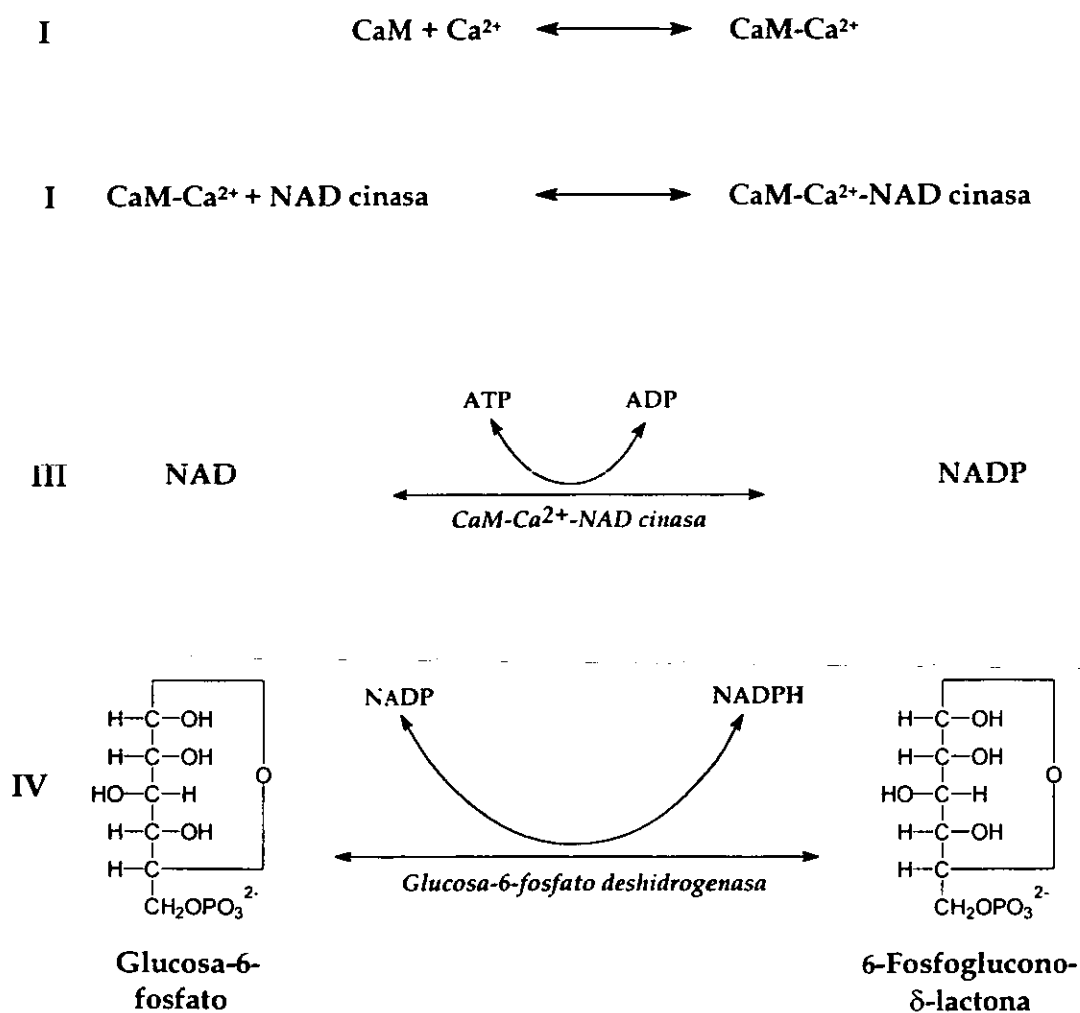 I CaM + Ca²⁺ CaM-Ca²⁺
I CaM-Ca²⁺ + NAD cinasa CaM-Ca²⁺-NAD cinasa
ATP ADP
III NAD NADP
CaM-Ca²⁺-NAD cinasa
NADP NADPH
H-C-OH H-C-OH
H-C-OH H-C-OH
O O
IV HO-C-H HO-C-H
H-C-OH H-C-OH
H-C H-C
Glucosa-6-fosfato deshidrogenasa
CH₂OPO₃²⁻ CH₂OPO₃²⁻
Glucosa-6- 6-Fosfoglucono-
fosfato δ-lactona